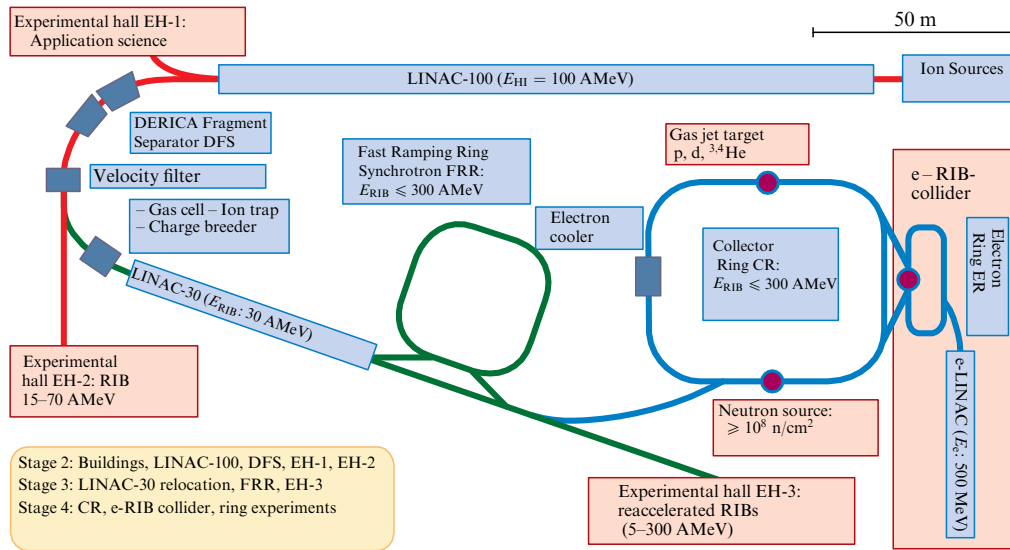 Experimental hall EH-1:
Application science
50 m
LINAC-100 (E_HI = 100 AMeV)
Ion Sources
DERICA Fragment
Separator DFS
Velocity filter
– Gas cell – Ion trap
– Charge breeder
LINAC-30 (E_RIB: 30 AMeV)
Fast Ramping Ring
Synchrotron FRR:
E_RIB ⩽ 300 AMeV
Electron
cooler
Gas jet target
p, d, ³,⁴He
Collector
Ring CR:
E_RIB ⩽ 300 AMeV
e – RIB-
collider
Electron
Ring ER
e-LINAC (E_e: 500 MeV)
Experimental
hall EH-2: RIB
15–70 AMeV
Neutron source:
⩾ 10⁸ n/cm²
Stage 2: Buildings, LINAC-100, DFS, EH-1, EH-2
Stage 3: LINAC-30 relocation, FRR, EH-3
Stage 4: CR, e-RIB collider, ring experiments
Experimental hall EH-3:
reaccelerated RIBs
(5–300 AMeV)